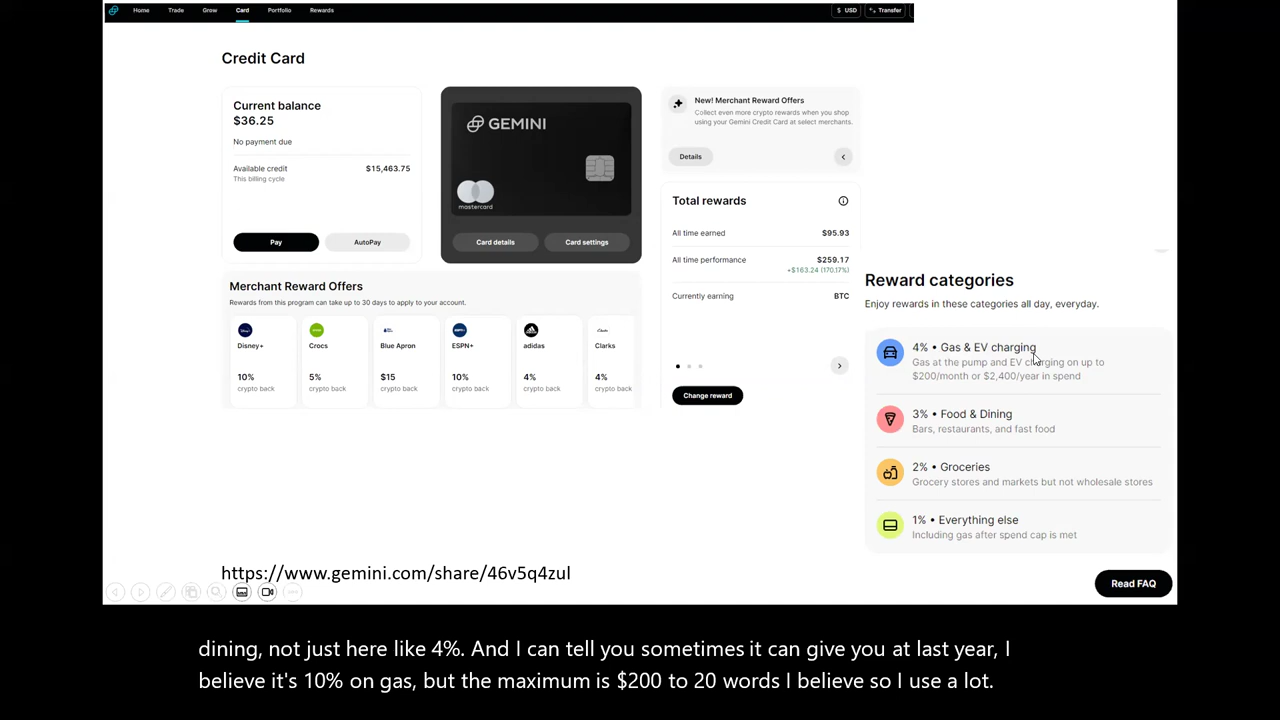 Home Trade Grow Card Portfolio Rewards $ USD Transfer
Credit Card
Current balance
$36.25
No payment due
Available credit $15,463.75
This billing cycle
Pay AutoPay
GEMINI
mastercard
Card details Card settings
New! Merchant Reward Offers
Collect even more crypto rewards when you shop
using your Gemini Credit Card at select merchants.
Details
Total rewards
All time earned $95.93
All time performance $259.17
+$163.24 (170.17%)
Currently earning BTC
Change reward
Merchant Reward Offers
Rewards from this program can take up to 30 days to apply to your account.
Disney+ Crocs Blue Apron ESPN+ adidas Clarks
10% 5% $15 10% 4% 4%
crypto back crypto back crypto back crypto back crypto back crypto back
Reward categories
Enjoy rewards in these categories all day, everyday.
4% • Gas & EV charging
Gas at the pump and EV charging on up to
$200/month or $2,400/year in spend
3% • Food & Dining
Bars, restaurants, and fast food
2% • Groceries
Grocery stores and markets but not wholesale stores
1% • Everything else
Including gas after spend cap is met
Read FAQ
https://www.gemini.com/share/46v5q4zul
dining, not just here like 4%. And I can tell you sometimes it can give you at last year, I
believe it's 10% on gas, but the maximum is $200 to 20 words I believe so I use a lot.